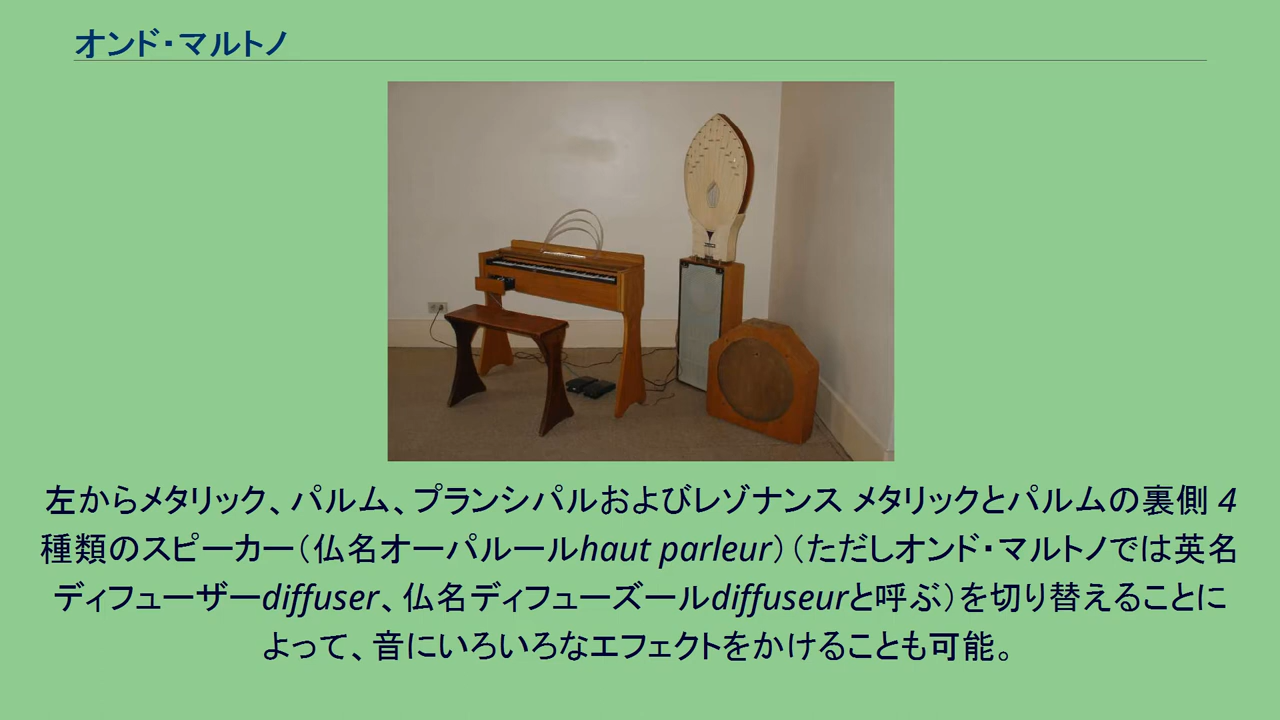 オンド・マルトノ
左からメタリック、パルム、プランシパルおよびレゾナンス メタリックとパルムの裏側 4
種類のスピーカー（仏名オーパルールhaut parleur）（ただしオンド・マルトノでは英名
ディフューザーdiffuser、仏名ディフューズールdiffuseurと呼ぶ）を切り替えることに
よって、音にいろいろなエフェクトをかけることも可能。